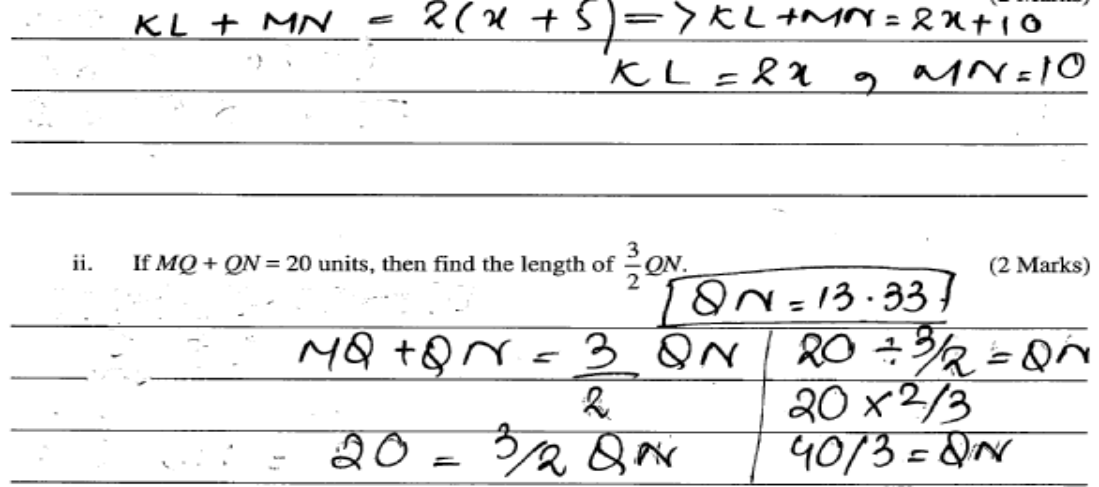 KL + MN = 2(x + 5) => KL + MN = 2x + 10
KL = 2x , MN = 10
ii. If MQ + QN = 20 units, then find the length of 3/2 QN. (2 Marks)
QN = 13.33
MQ + QN = 3/2 QN
20 = 3/2 QN
20 ÷ 3/2 = QN
20 x 2/3
40/3 = QN